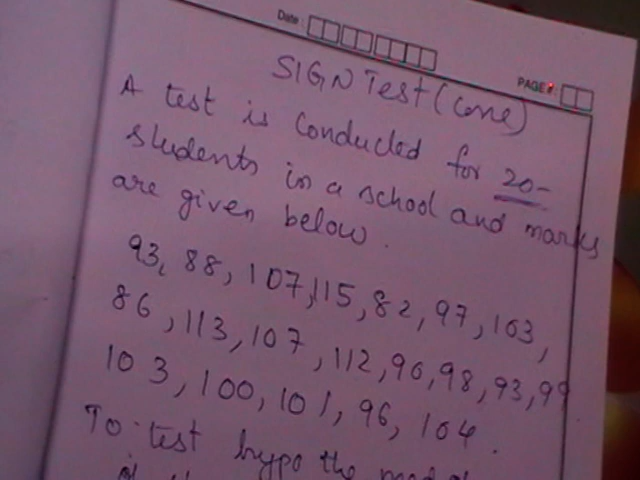 Date :
PAGE # :
SIGN Test (one)
A test is conducted for 20-
students in a school and marks
are given below.
93, 88, 107, 115, 82, 97, 103,
86, 113, 107, 112, 90, 98, 93, 99
103, 100, 101, 96, 104.
To test hypo the